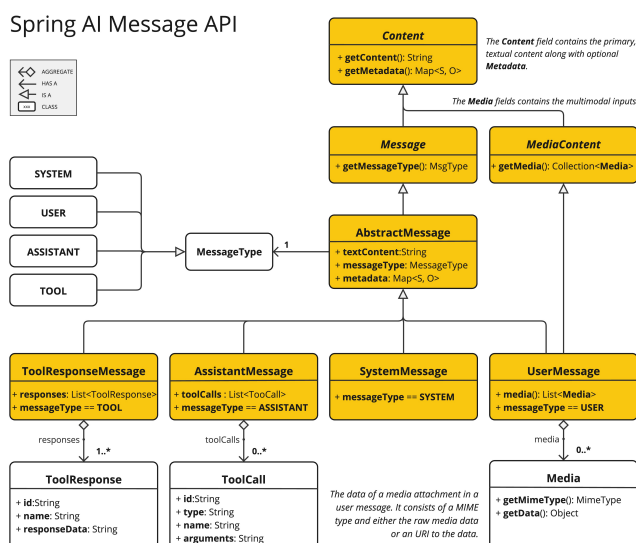 Spring AI Message API
AGGREGATE
HAS A
IS A
CLASS
Content
+ getContent(): String
+ getMetadata(): Map<S, O>
The Content field contains the primary,
textual content along with optional
Metadata.
The Media fields contains the multimodal inputs
Message
+ getMessageType(): MsgType
MediaContent
+ getMedia(): Collection<Media>
SYSTEM
USER
ASSISTANT
TOOL
MessageType
1
AbstractMessage
+ textContent:String
+ messageType: MessageType
+ metadata: Map<S, O>
ToolResponseMessage
+ responses: List<ToolResponse>
+ messageType == TOOL
AssistantMessage
+ toolCalls : List<TooCall>
+ messageType == ASSISTANT
SystemMessage
+ messageType == SYSTEM
UserMessage
+ media(): List<Media>
+ messageType == USER
responses
1..*
toolCalls
0..*
media
0..*
ToolResponse
+ id:String
+ name: String
+ responseData: String
ToolCall
+ id:String
+ type: String
+ name: String
+ arguments: String
The data of a media attachment in a
user message. It consists of a MIME
type and either the raw media data
or an URI to the data.
Media
+ getMimeType(): MimeType
+ getData(): Object